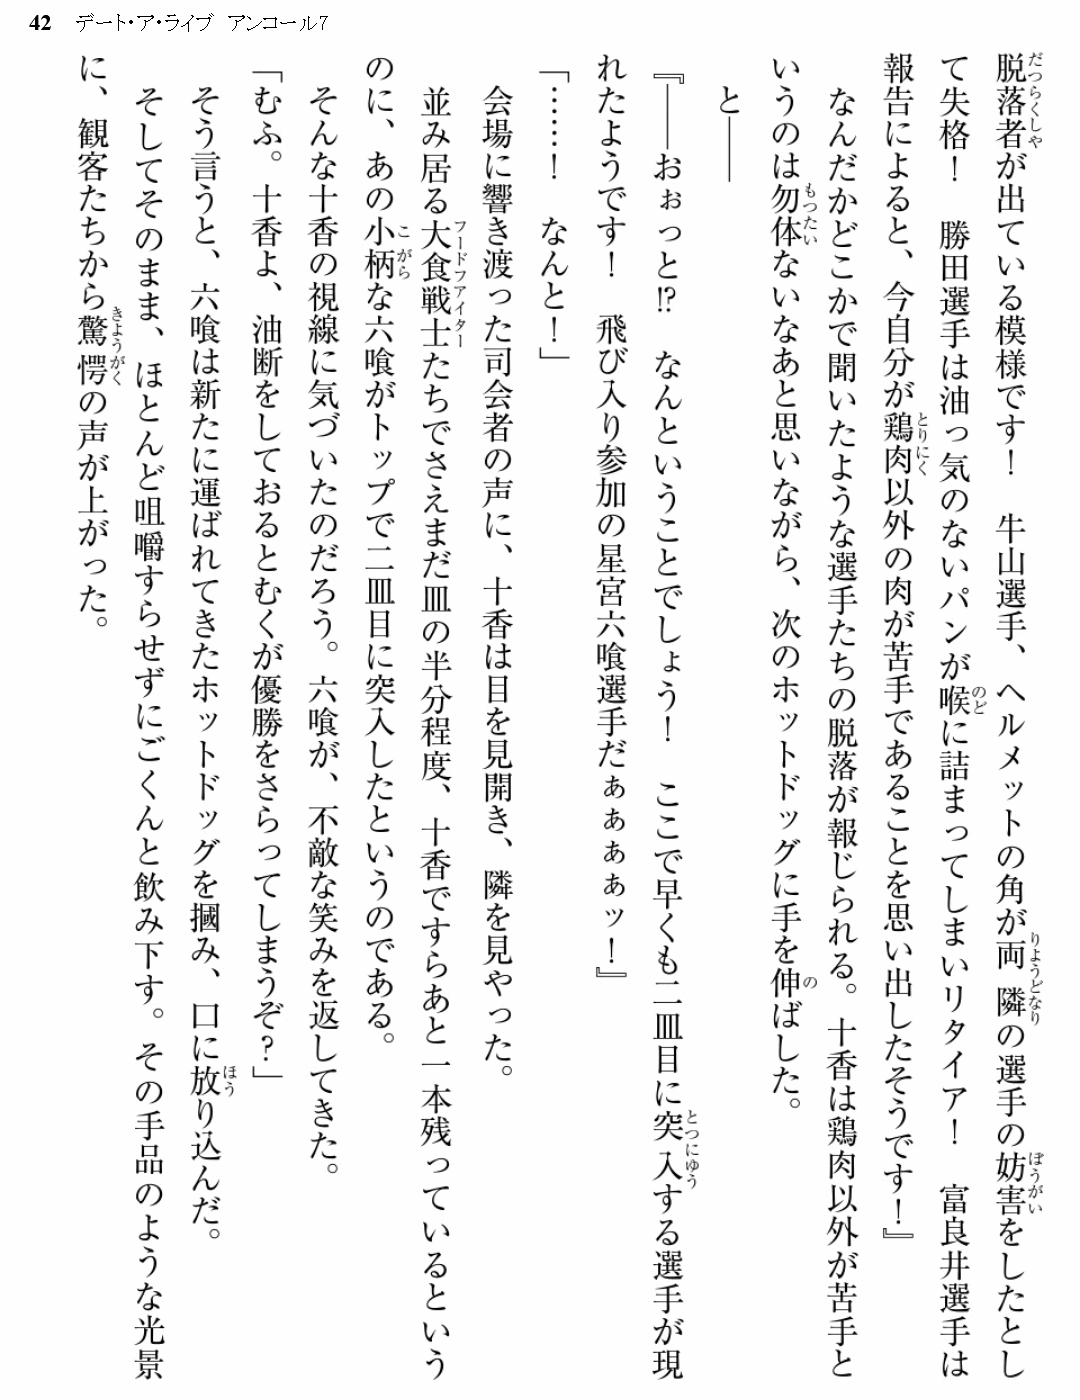 42 デート・ア・ライブ アンコール7
脱落者が出ている模様です！　牛山選手、ヘルメットの角が両隣の選手の妨害をしたとし
て失格！　勝田選手は油っ気のないパンが喉に詰まってしまいリタイア！　富良井選手は
報告によると、今自分が鶏肉以外の肉が苦手であることを思い出したそうです！』
　なんだかどこかで聞いたような選手たちの脱落が報じられる。十香は鶏肉以外が苦手と
いうのは勿体ないなあと思いながら、次のホットドッグに手を伸ばした。
　と――
『――おぉっと!?　なんということでしょう！　ここで早くも二皿目に突入する選手が現
れたようです！　飛び入り参加の星宮六喰選手だぁぁぁぁッ！』
「……！　なんと！」
　会場に響き渡った司会者の声に、十香は目を見開き、隣を見やった。
　並み居る大食戦士たちでさえまだ皿の半分程度、十香ですらあと一本残っているという
のに、あの小柄な六喰がトップで二皿目に突入したというのである。
　そんな十香の視線に気づいたのだろう。六喰が、不敵な笑みを返してきた。
「むふ。十香よ、油断をしておるとむくが優勝をさらってしまうぞ？」
　そう言うと、六喰は新たに運ばれてきたホットドッグを摑み、口に放り込んだ。
　そしてそのまま、ほとんど咀嚼すらせずにごくんと飲み下す。その手品のような光景
に、観客たちから驚愕の声が上がった。